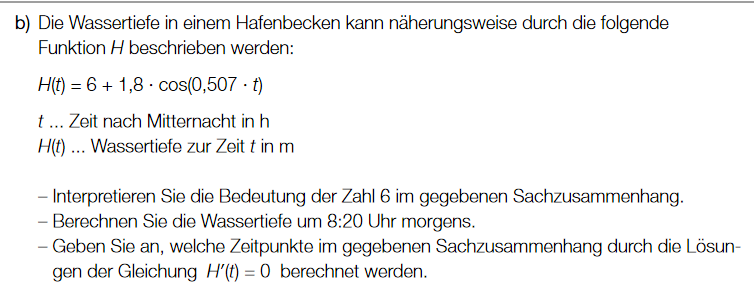 b) Die Wassertiefe in einem Hafenbecken kann näherungsweise durch die folgende
Funktion H beschrieben werden:
H(t) = 6 + 1,8 · cos(0,507 · t)
t ... Zeit nach Mitternacht in h
H(t) ... Wassertiefe zur Zeit t in m
– Interpretieren Sie die Bedeutung der Zahl 6 im gegebenen Sachzusammenhang.
– Berechnen Sie die Wassertiefe um 8:20 Uhr morgens.
– Geben Sie an, welche Zeitpunkte im gegebenen Sachzusammenhang durch die Lösun-
gen der Gleichung H′(t) = 0 berechnet werden.